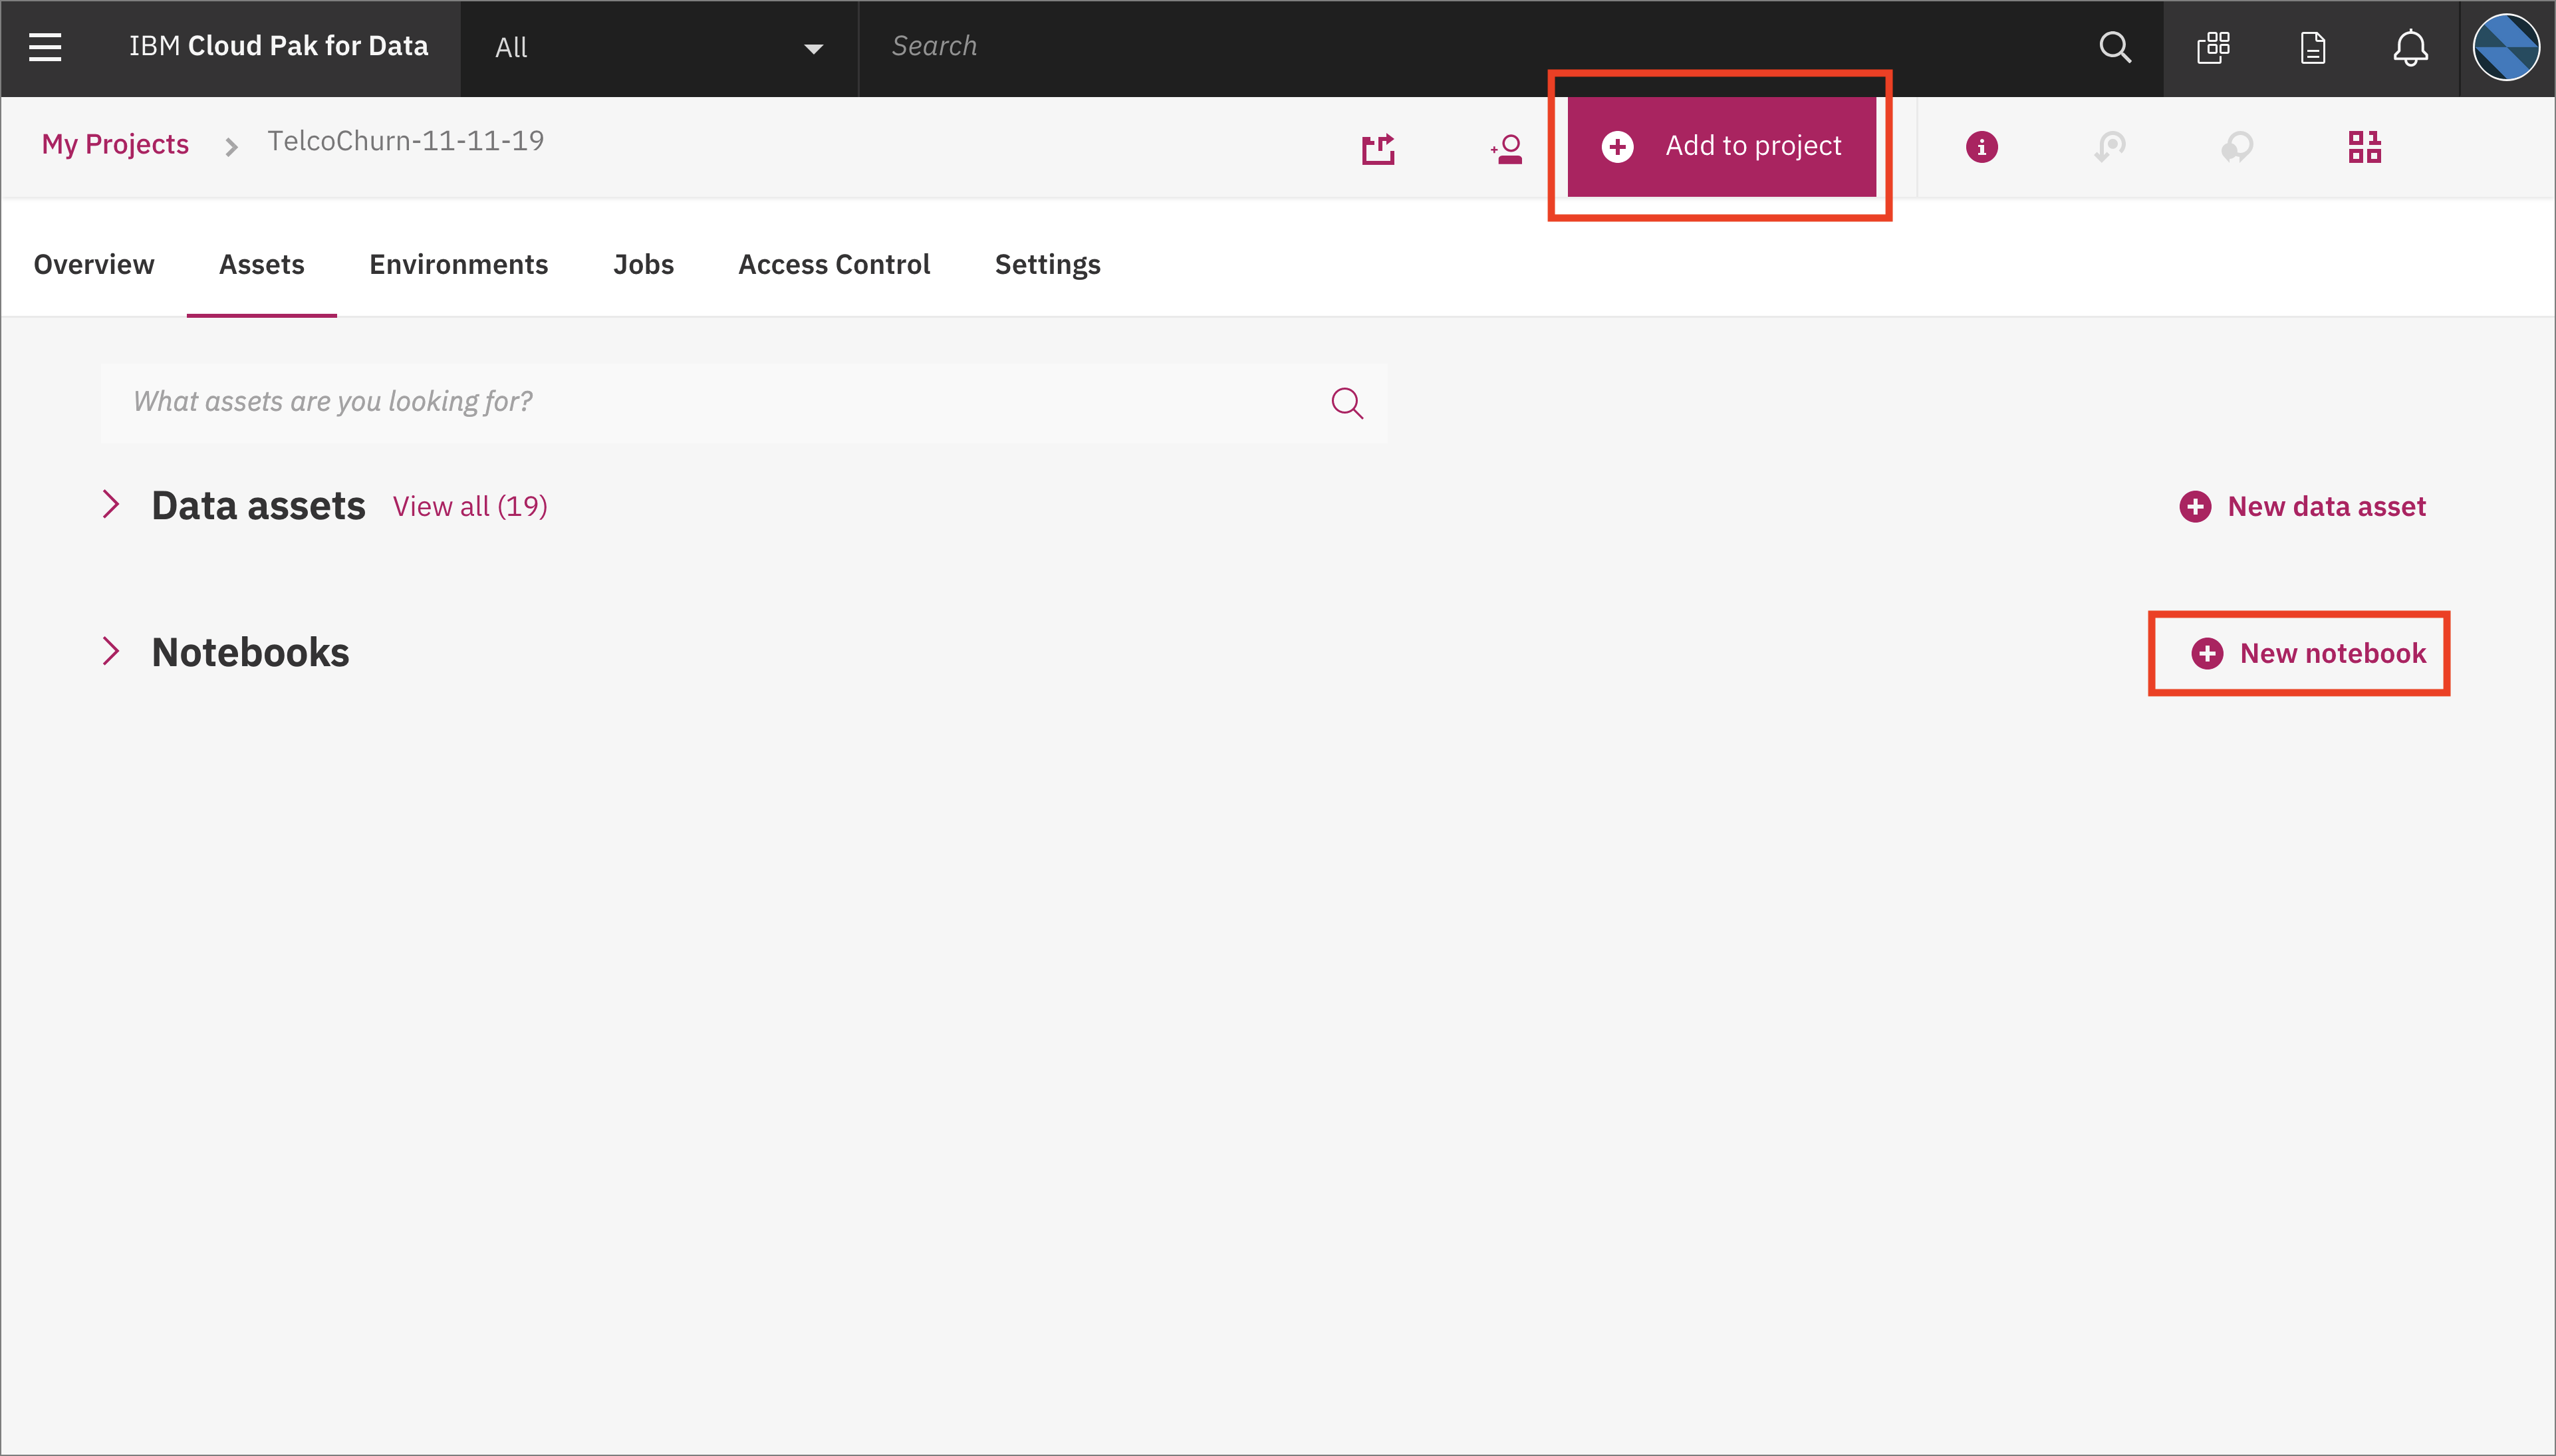 IBM Cloud Pak for Data
All
Search
My Projects
TelcoChurn-11-11-19
Add to project
Overview
Assets
Environments
Jobs
Access Control
Settings
What assets are you looking for?
Data assets
View all (19)
New data asset
Notebooks
New notebook